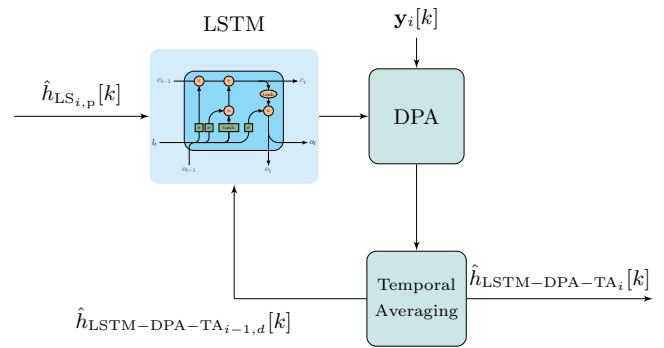 LSTM
y_i[k]
ĥ_{LS_{i,p}}[k]
c_{t−1}
×
+
c_t
tanh
×
×
σ
σ
tanh
σ
I_t
o_t
o_{t−1}
o_t
DPA
Temporal
Averaging
ĥ_{LSTM−DPA−TA_i}[k]
ĥ_{LSTM−DPA−TA_{i−1,d}}[k]